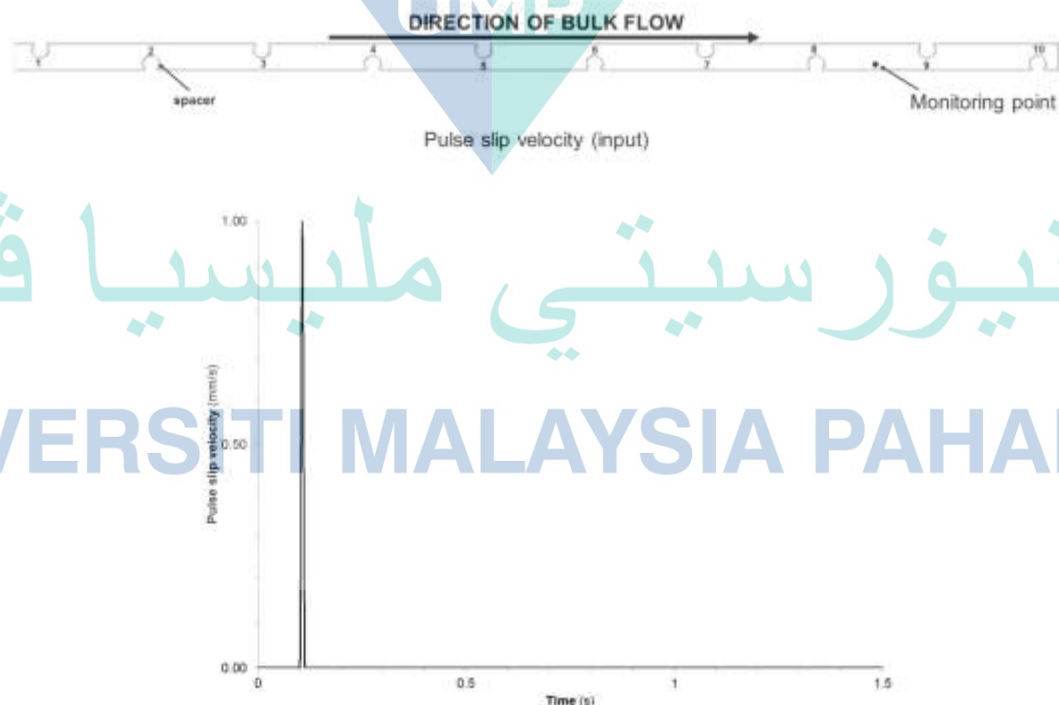 UMP
DIRECTION OF BULK FLOW
1 2 3 4 5 6 7 8 9 10
spacer
Monitoring point
Pulse slip velocity (input)
1.00
0.50
0.00
Pulse slip velocity (mm/s)
0 0.5 1 1.5
Time (s)
مليسيا
VERSITI MALAYSIA PAHA